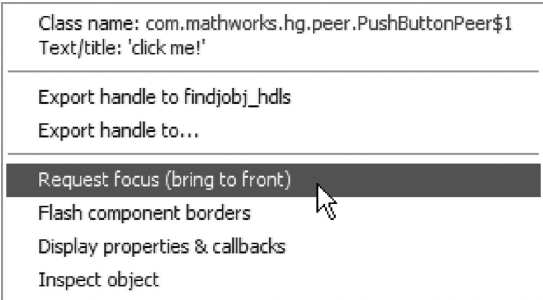 Class name: com.mathworks.hg.peer.PushButtonPeer$1
Text/title: 'click me!'
Export handle to findjobj_hdls
Export handle to...
Request focus (bring to front)
Flash component borders
Display properties & callbacks
Inspect object